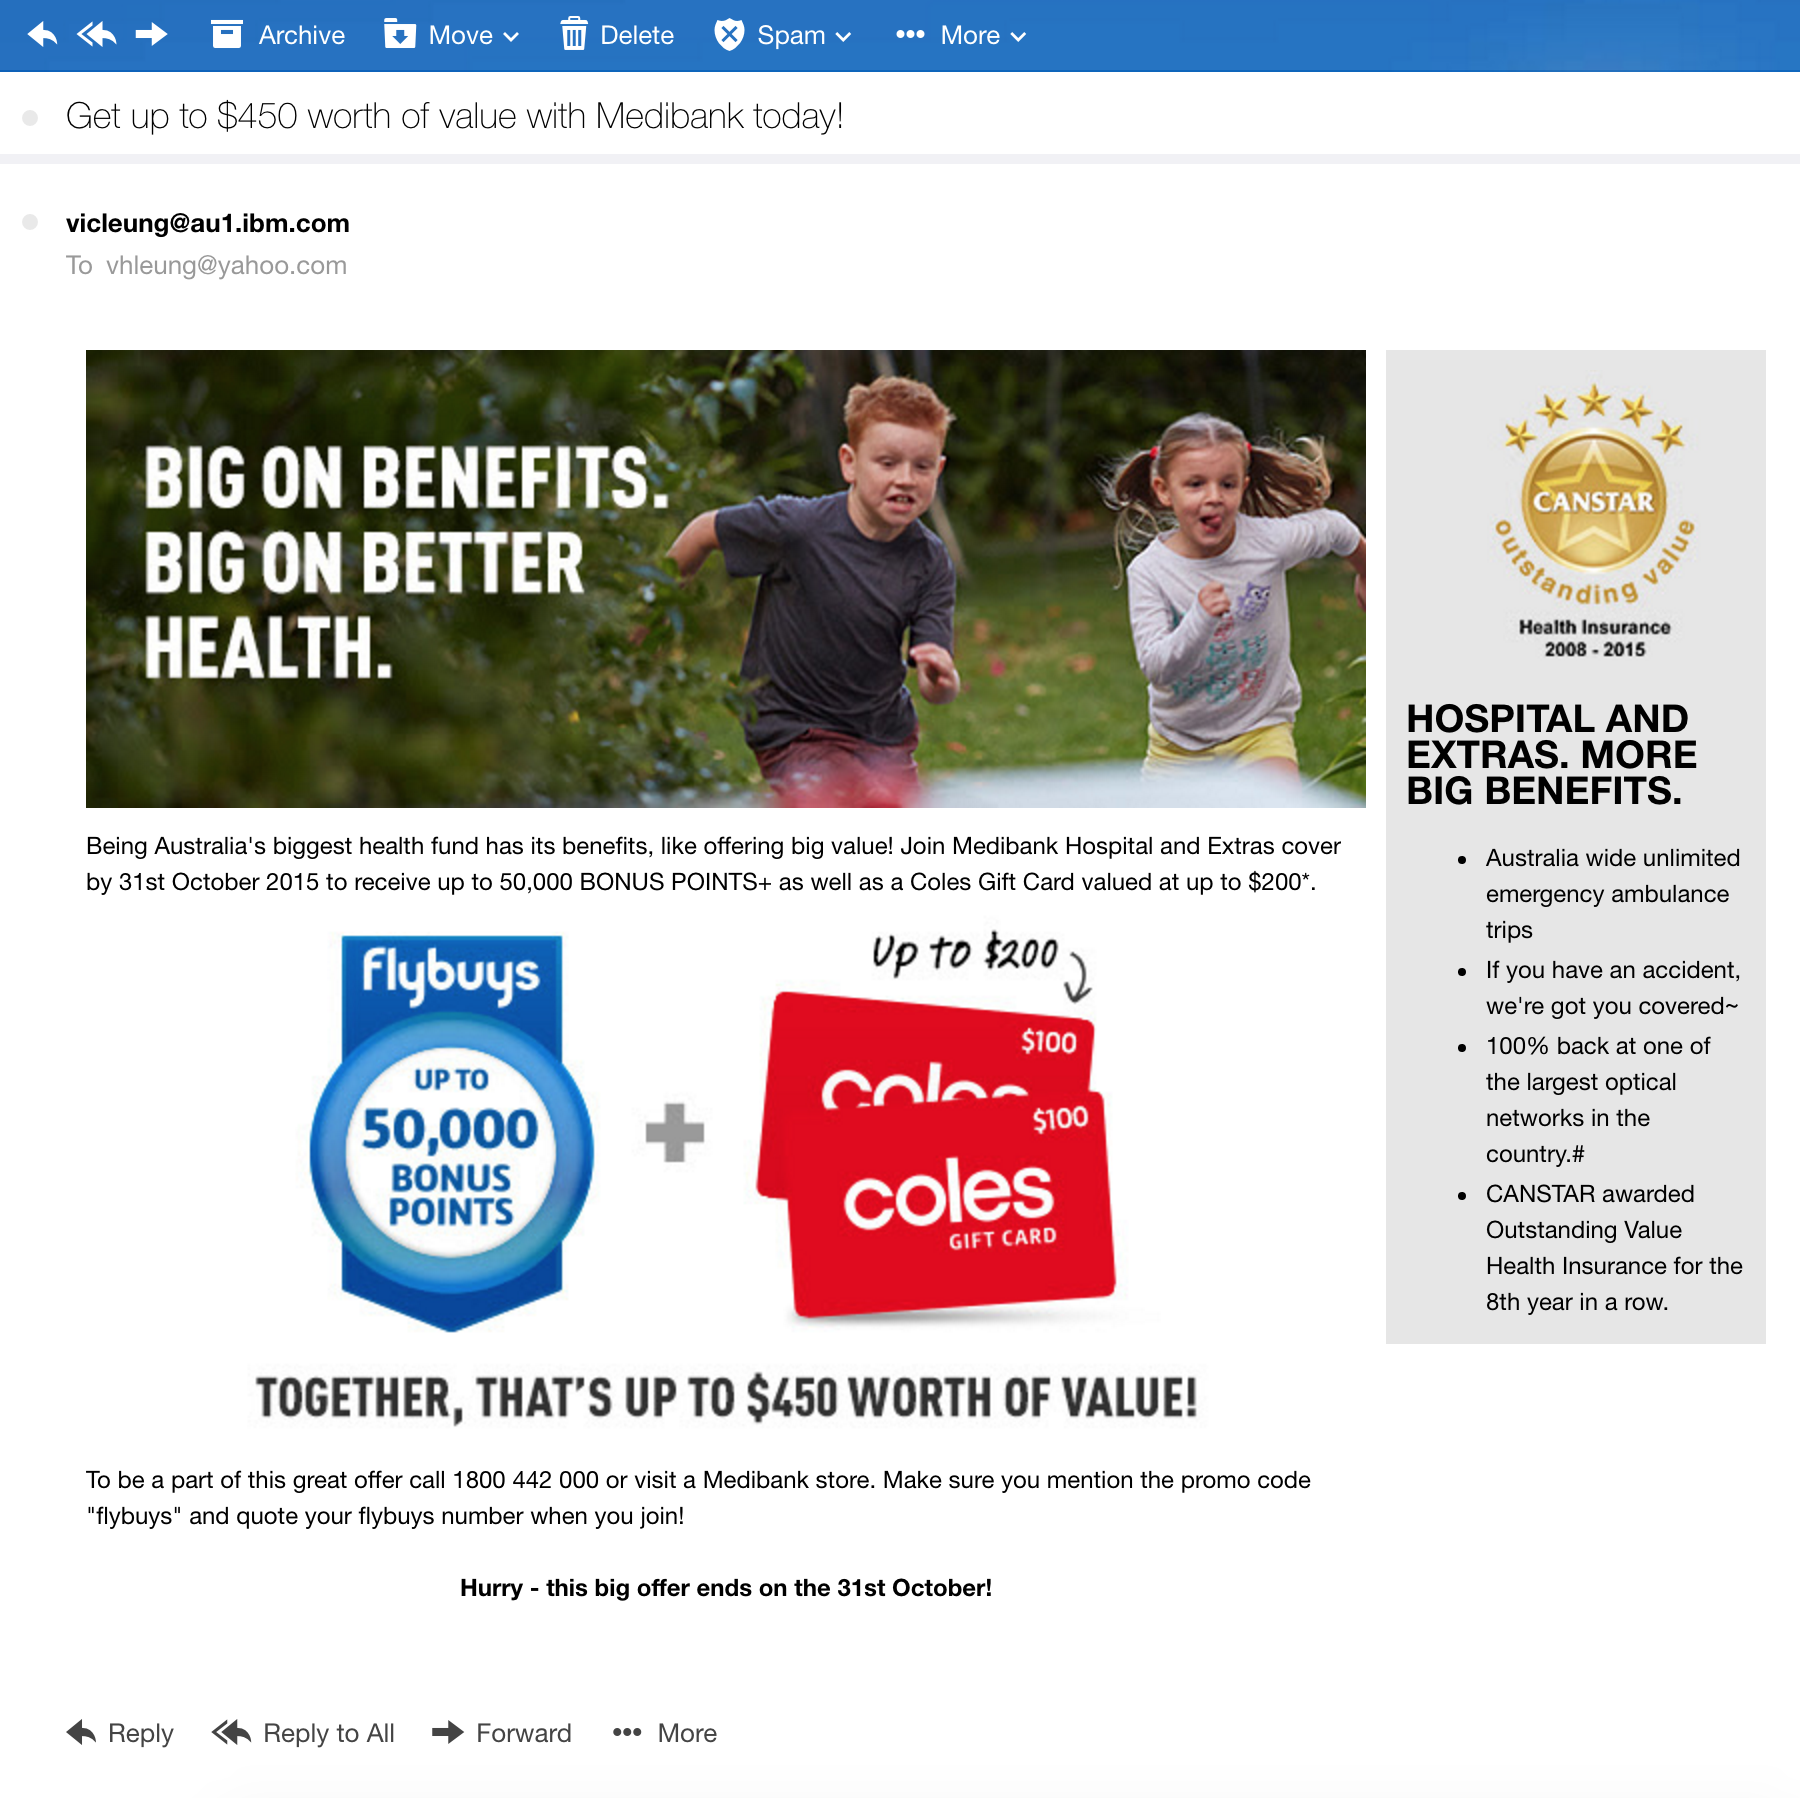 Archive Move Delete Spam More
Get up to $450 worth of value with Medibank today!
vicleung@au1.ibm.com
To vhleung@yahoo.com
BIG ON BENEFITS.
BIG ON BETTER
HEALTH.
Being Australia's biggest health fund has its benefits, like offering big value! Join Medibank Hospital and Extras cover
by 31st October 2015 to receive up to 50,000 BONUS POINTS+ as well as a Coles Gift Card valued at up to $200*.
flybuys
UP TO
50,000
BONUS
POINTS
Up to $200
$100
coles
$100
coles
GIFT CARD
TOGETHER, THAT'S UP TO $450 WORTH OF VALUE!
To be a part of this great offer call 1800 442 000 or visit a Medibank store. Make sure you mention the promo code
"flybuys" and quote your flybuys number when you join!
Hurry - this big offer ends on the 31st October!
CANSTAR
outstanding value
Health Insurance
2008 - 2015
HOSPITAL AND
EXTRAS. MORE
BIG BENEFITS.
Australia wide unlimited
emergency ambulance
trips
If you have an accident,
we're got you covered~
100% back at one of
the largest optical
networks in the
country.#
CANSTAR awarded
Outstanding Value
Health Insurance for the
8th year in a row.
Reply Reply to All Forward More